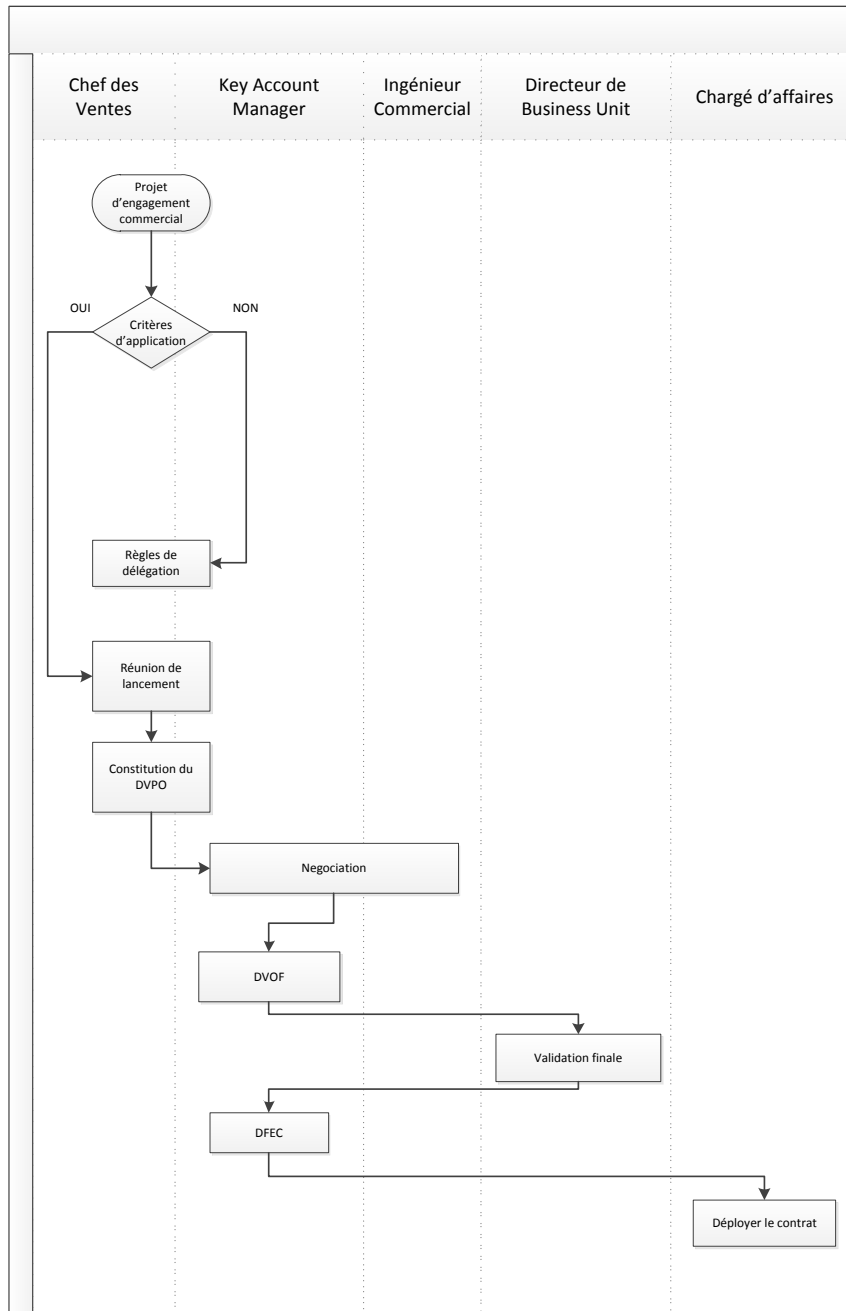 Chef des
Ventes
Key Account
Manager
Ingénieur
Commercial
Directeur de
Business Unit
Chargé d’affaires
Projet
d’engagement
commercial
OUI
NON
Critères
d’application
Règles de
délégation
Réunion de
lancement
Constitution du
DVPO
Negociation
DVOF
Validation finale
DFEC
Déployer le contrat